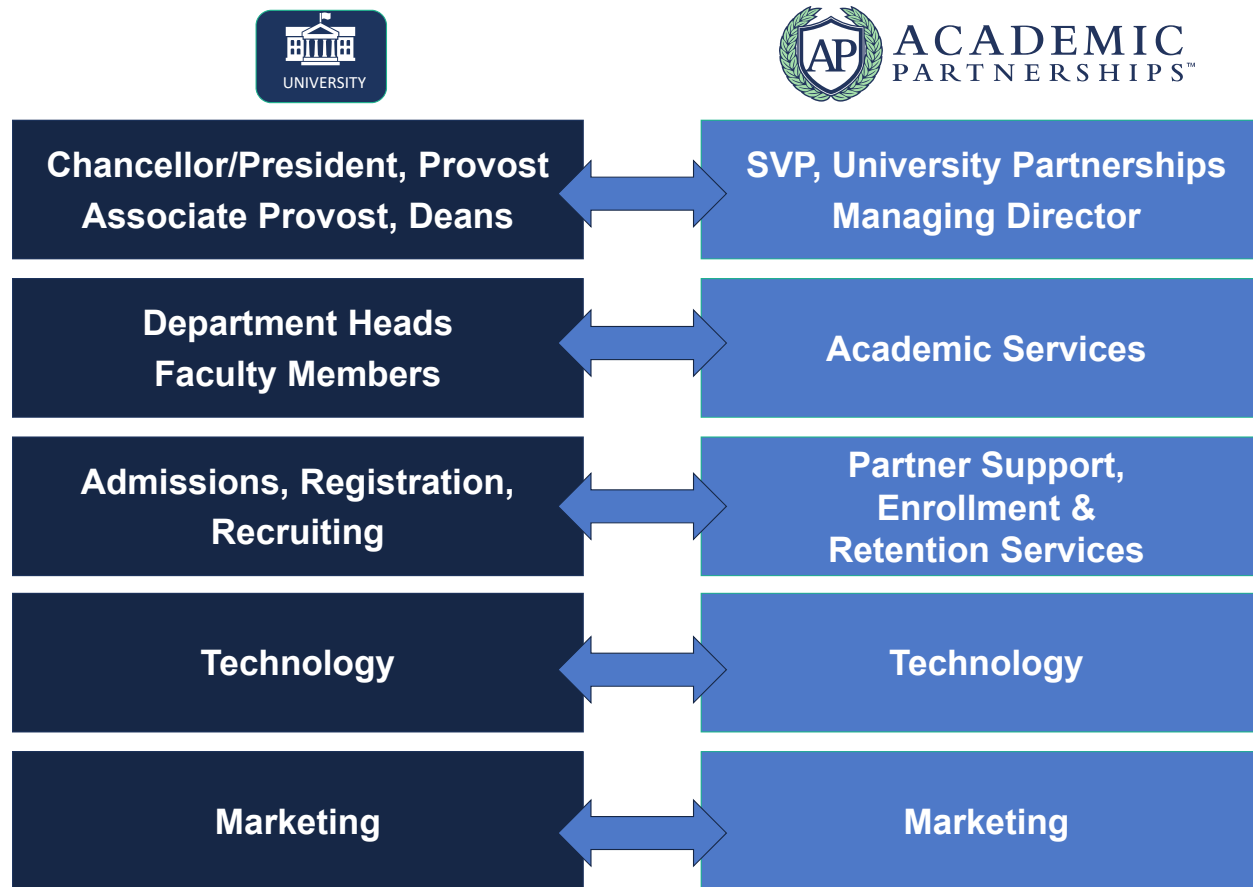 UNIVERSITY
AP ACADEMIC
PARTNERSHIPS™
Chancellor/President, Provost
Associate Provost, Deans
SVP, University Partnerships
Managing Director
Department Heads
Faculty Members
Academic Services
Admissions, Registration,
Recruiting
Partner Support,
Enrollment &
Retention Services
Technology
Technology
Marketing
Marketing